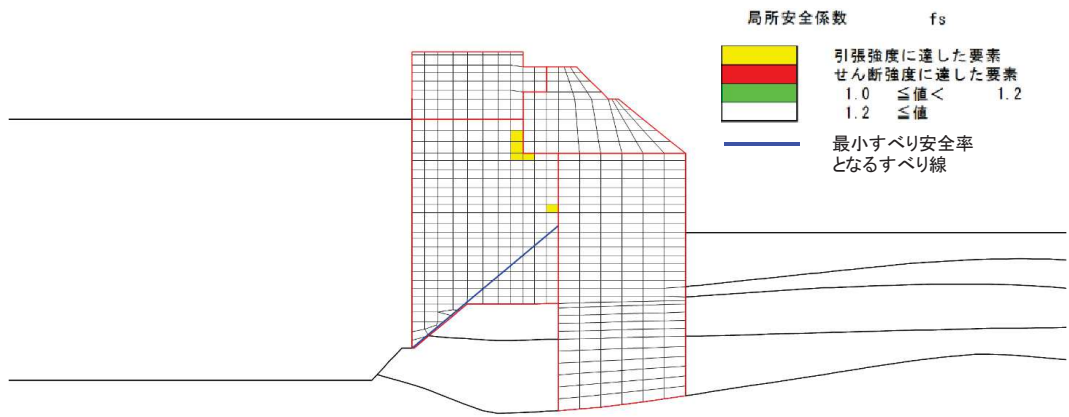 局所安全係数 fs
引張強度に達した要素
せん断強度に達した要素
1.0 ≦値< 1.2
1.2 ≦値
最小すべり安全率
となるすべり線